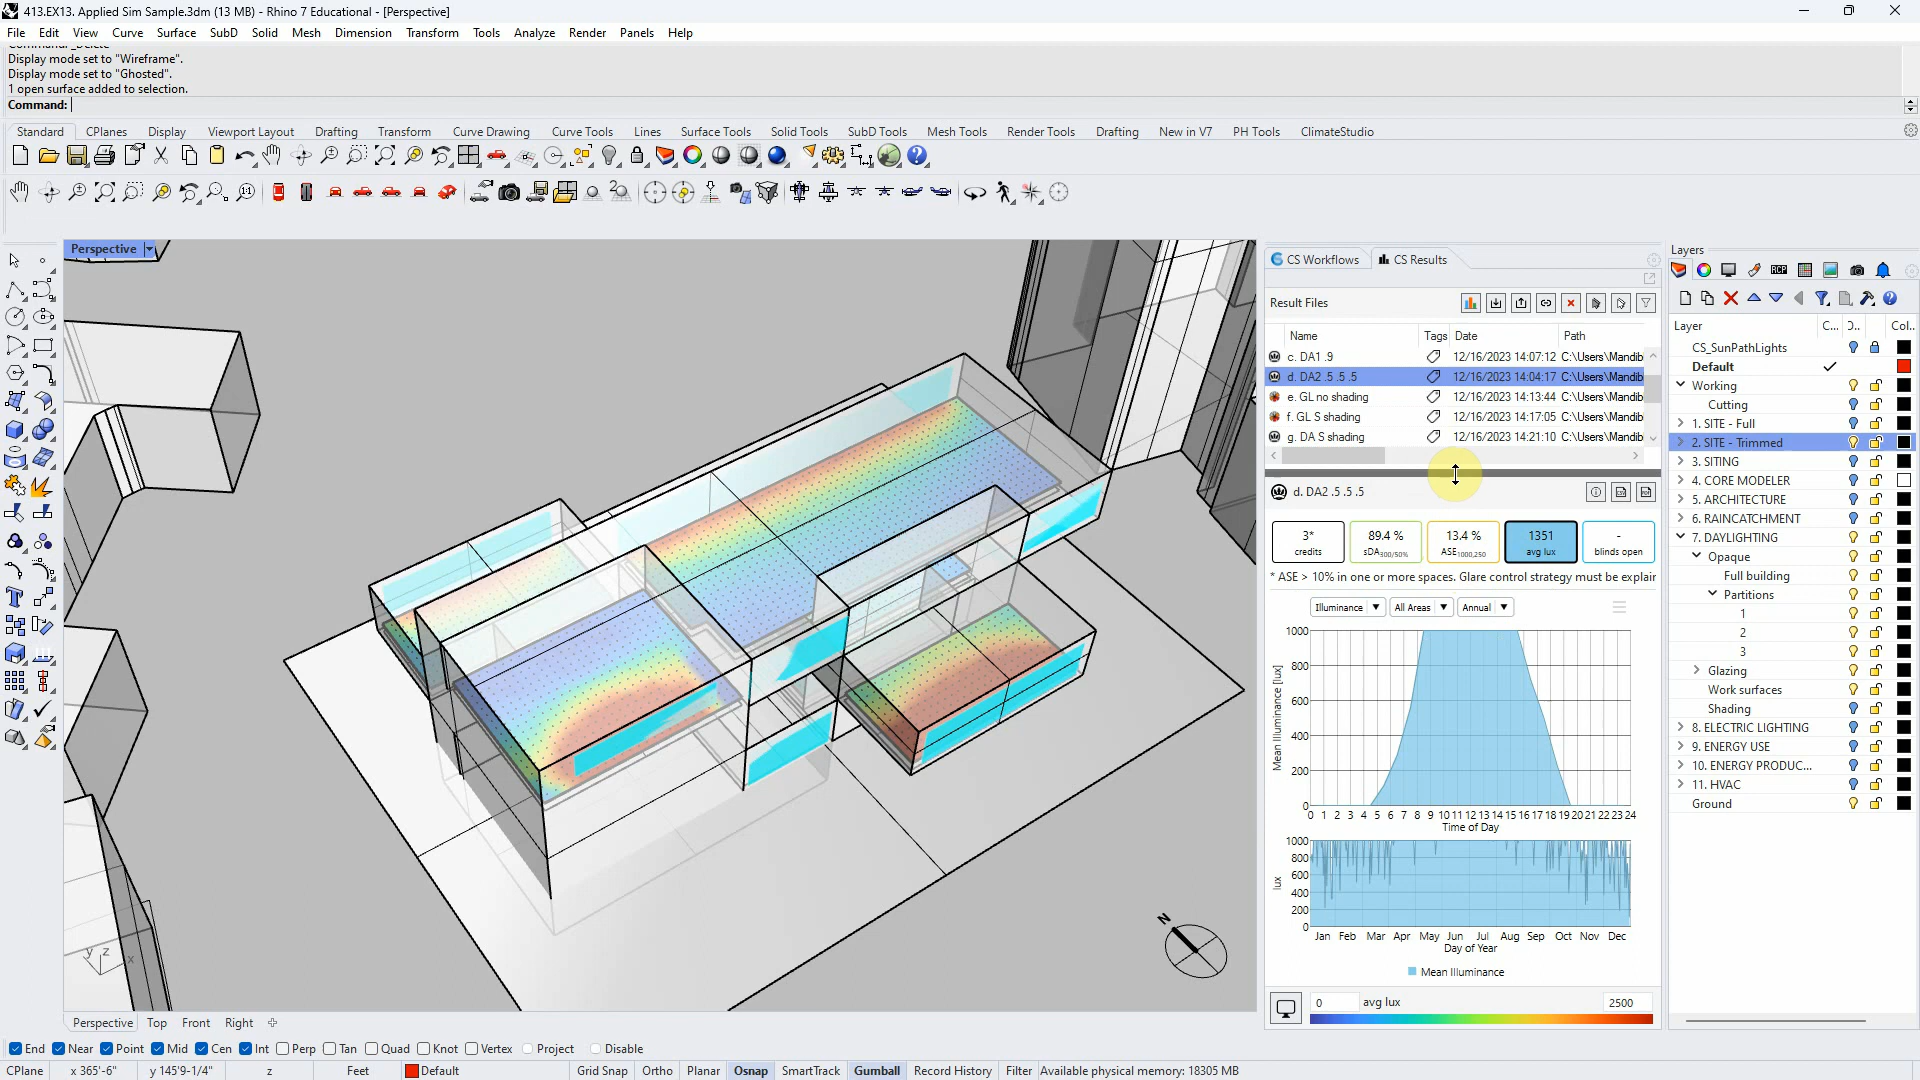 413.EX13. Applied Sim Sample.3dm (13 MB) - Rhino 7 Educational - [Perspective]
File Edit View Curve Surface SubD Solid Mesh Dimension Transform Tools Analyze Render Panels Help
Display mode set to "Wireframe".
Display mode set to "Ghosted".
1 open surface added to selection.
Command:
Standard CPlanes Display Viewport Layout Drafting Transform Curve Drawing Curve Tools Lines Surface Tools Solid Tools SubD Tools Mesh Tools Render Tools Drafting New in V7 PH Tools ClimateStudio
Perspective
CS Workflows CS Results
Result Files
Name Tags Date Path
c. DA1 .9 12/16/2023 14:07:12 C:\Users\Mandib
d. DA2 .5 .5 .5 12/16/2023 14:04:17 C:\Users\Mandib
e. GL no shading 12/16/2023 14:13:44 C:\Users\Mandib
f. GL S shading 12/16/2023 14:17:05 C:\Users\Mandib
g. DA S shading 12/16/2023 14:21:10 C:\Users\Mandib
d. DA2 .5 .5 .5
3* 89.4 % 13.4 % 1351 -
credits sDA300/50% ASE1000,250 avg lux blinds open
* ASE > 10% in one or more spaces. Glare control strategy must be explair
Illuminance All Areas Annual
Mean Illuminance [lux]
1000
800
600
400
200
0
0 1 2 3 4 5 6 7 8 9 10 11 12 13 14 15 16 17 18 19 20 21 22 23 24
Time of Day
lux
1000
800
600
400
200
0
Jan Feb Mar Apr May Jun Jul Aug Sep Oct Nov Dec
Day of Year
Mean Illuminance
0 avg lux 2500
Layers
RCP
Layer C... Col..
CS_SunPathLights
Default
Working
Cutting
1. SITE - Full
2. SITE - Trimmed
3. SITING
4. CORE MODELER
5. ARCHITECTURE
6. RAINCATCHMENT
7. DAYLIGHTING
Opaque
Full building
Partitions
1
2
3
Glazing
Work surfaces
Shading
8. ELECTRIC LIGHTING
9. ENERGY USE
10. ENERGY PRODUC...
11. HVAC
Ground
N
y z x
Perspective Top Front Right
End Near Point Mid Cen Int Perp Tan Quad Knot Vertex Project Disable
CPlane x 365'-6" y 145'9-1/4" z Feet Default Grid Snap Ortho Planar Osnap SmartTrack Gumball Record History Filter Available physical memory: 18305 MB